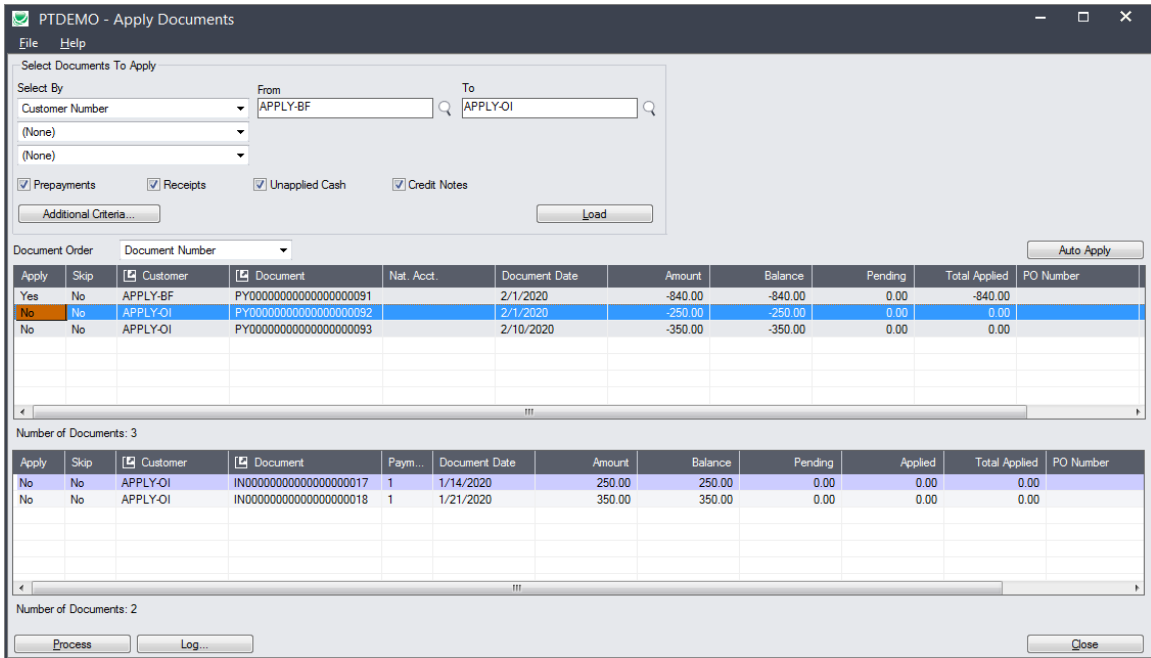 PTDEMO - Apply Documents
File Help
Select Documents To Apply
Select By From To
Customer Number APPLY-BF APPLY-OI
(None)
(None)
Prepayments Receipts Unapplied Cash Credit Notes
Additional Criteria... Load
Document Order Document Number Auto Apply
Apply Skip Customer Document Nat. Acct. Document Date Amount Balance Pending Total Applied PO Number
Yes No APPLY-BF PY00000000000000000091 2/1/2020 -840.00 -840.00 0.00 -840.00
No No APPLY-OI PY00000000000000000092 2/1/2020 -250.00 -250.00 0.00 0.00
No No APPLY-OI PY00000000000000000093 2/10/2020 -350.00 -350.00 0.00 0.00
Number of Documents: 3
Apply Skip Customer Document Paym... Document Date Amount Balance Pending Applied Total Applied PO Number
No No APPLY-OI IN00000000000000000017 1 1/14/2020 250.00 250.00 0.00 0.00 0.00
No No APPLY-OI IN00000000000000000018 1 1/21/2020 350.00 350.00 0.00 0.00 0.00
Number of Documents: 2
Process Log... Close